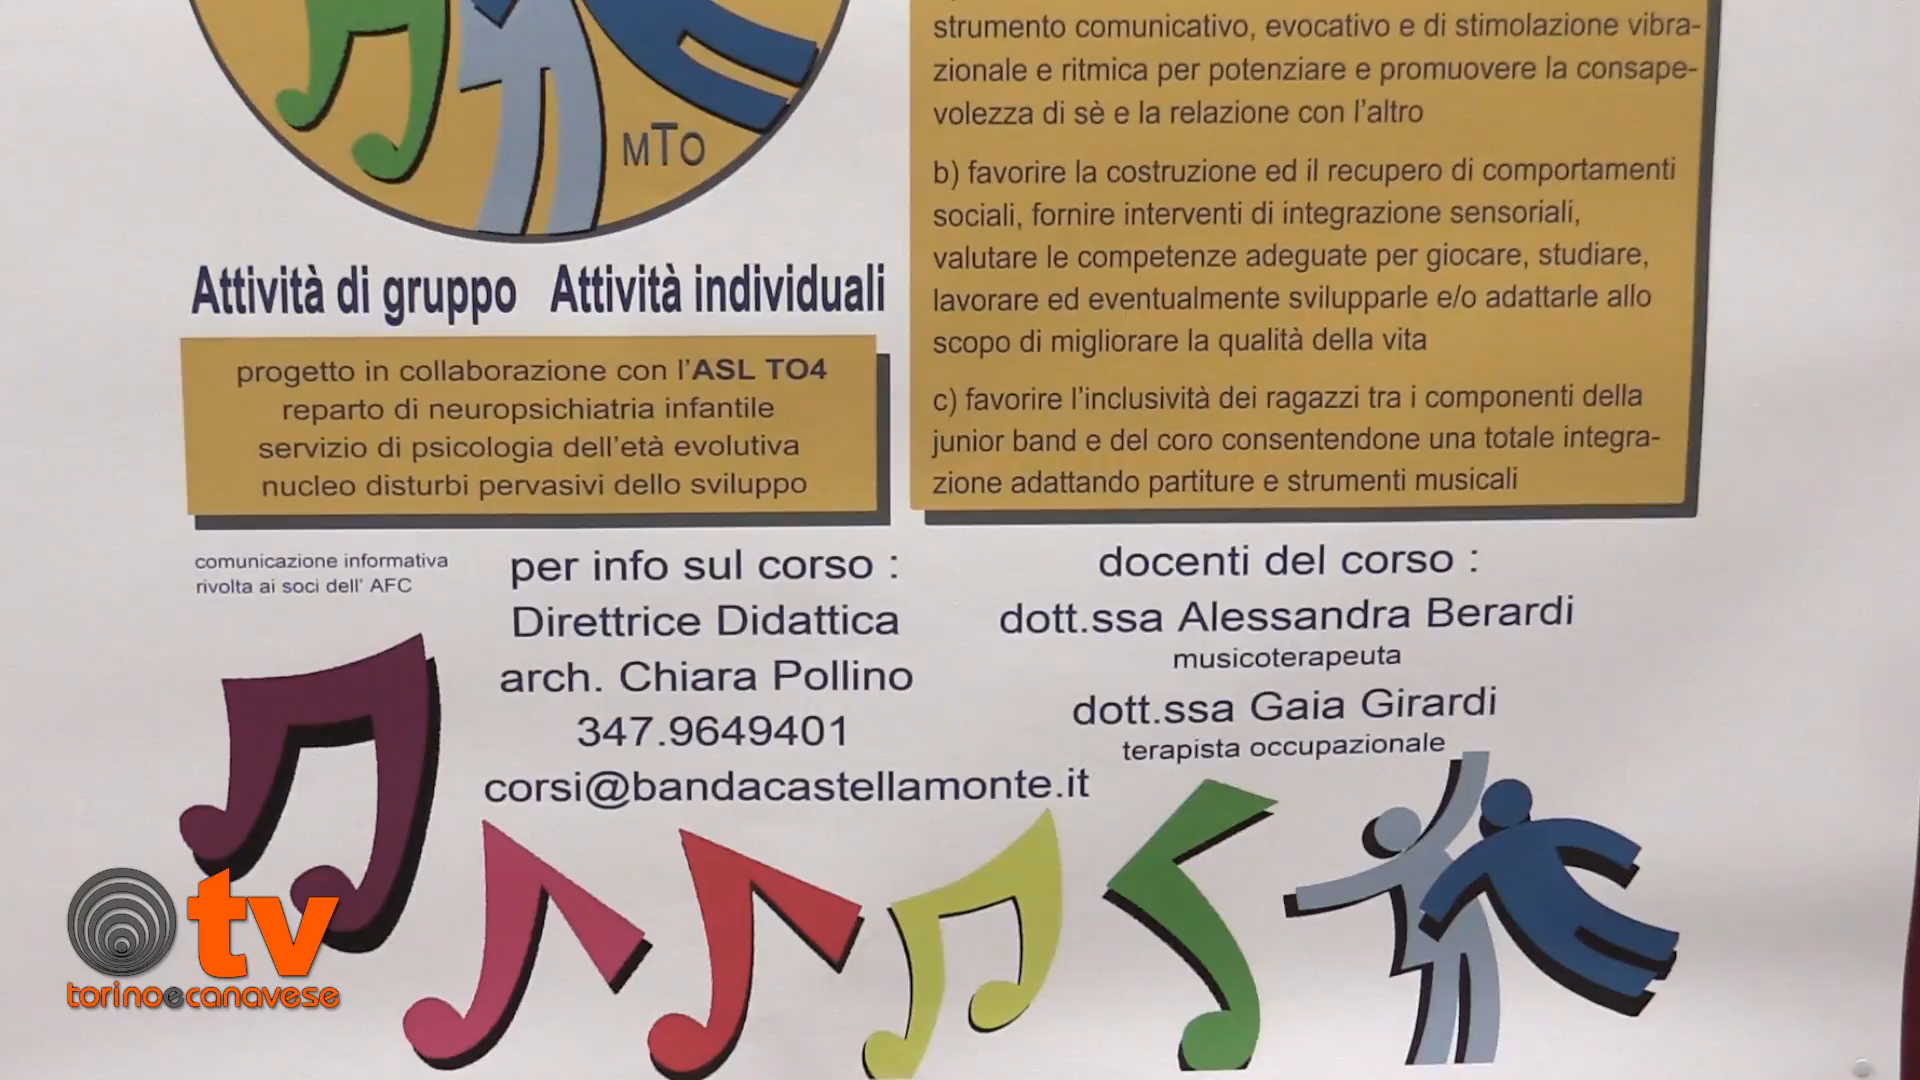 MTO
Attività di gruppo Attività individuali
progetto in collaborazione con l'ASL TO4
reparto di neuropsichiatria infantile
servizio di psicologia dell'età evolutiva
nucleo disturbi pervasivi dello sviluppo
strumento comunicativo, evocativo e di stimolazione vibra-
zionale e ritmica per potenziare e promuovere la consape-
volezza di sè e la relazione con l'altro
b) favorire la costruzione ed il recupero di comportamenti
sociali, fornire interventi di integrazione sensoriali,
valutare le competenze adeguate per giocare, studiare,
lavorare ed eventualmente svilupparle e/o adattarle allo
scopo di migliorare la qualità della vita
c) favorire l'inclusività dei ragazzi tra i componenti della
junior band e del coro consentendone una totale integra-
zione adattando partiture e strumenti musicali
comunicazione informativa
rivolta ai soci dell' AFC
per info sul corso :
Direttrice Didattica
arch. Chiara Pollino
347.9649401
corsi@bandacastellamonte.it
docenti del corso :
dott.ssa Alessandra Berardi
musicoterapeuta
dott.ssa Gaia Girardi
terapista occupazionale
tv
torinoecanavese